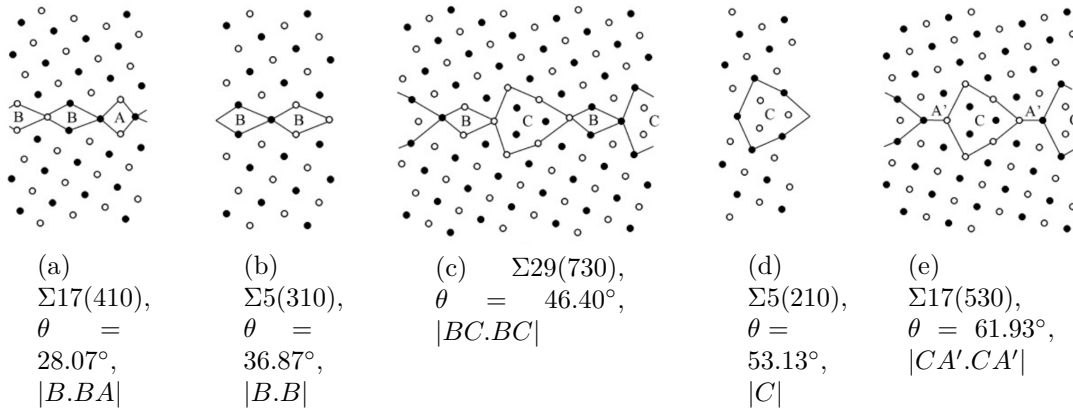 B B A
B B
B C B C
C
A' C A' C
(a)
Σ17(410),
θ =
28.07°,
|B.BA|
(b)
Σ5(310),
θ =
36.87°,
|B.B|
(c) Σ29(730),
θ = 46.40°,
|BC.BC|
(d)
Σ5(210),
θ =
53.13°,
|C|
(e)
Σ17(530),
θ = 61.93°,
|CA′.CA′|